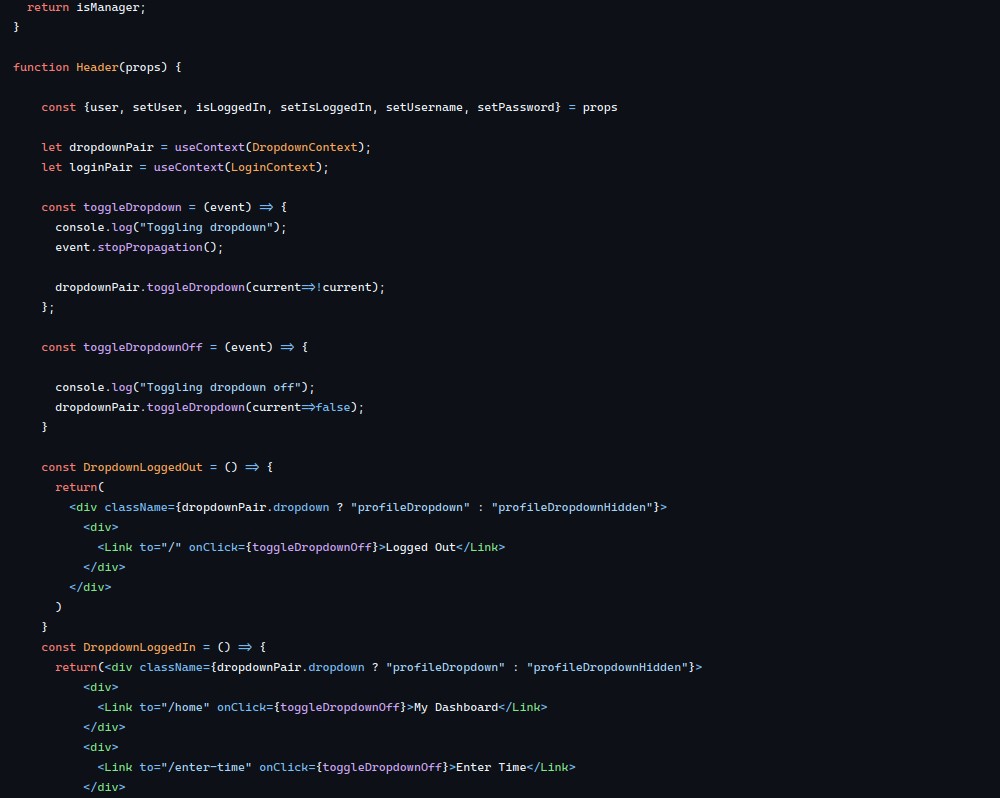 return isManager;
}
function Header(props) {
    const {user, setUser, isLoggedIn, setIsLoggedIn, setUsername, setPassword} = props
    let dropdownPair = useContext(DropdownContext);
    let loginPair = useContext(LoginContext);
    const toggleDropdown = (event) => {
      console.log("Toggling dropdown");
      event.stopPropagation();
      dropdownPair.toggleDropdown(current=>!current);
    };
    const toggleDropdownOff = (event) => {
      console.log("Toggling dropdown off");
      dropdownPair.toggleDropdown(current=>false);
    }
    const DropdownLoggedOut = () => {
      return(
        <div className={dropdownPair.dropdown ? "profileDropdown" : "profileDropdownHidden"}>
          <div>
            <Link to="/" onClick={toggleDropdownOff}>Logged Out</Link>
          </div>
        </div>
      )
    }
    const DropdownLoggedIn = () => {
      return(<div className={dropdownPair.dropdown ? "profileDropdown" : "profileDropdownHidden"}>
          <div>
            <Link to="/home" onClick={toggleDropdownOff}>My Dashboard</Link>
          </div>
          <div>
            <Link to="/enter-time" onClick={toggleDropdownOff}>Enter Time</Link>
          </div>